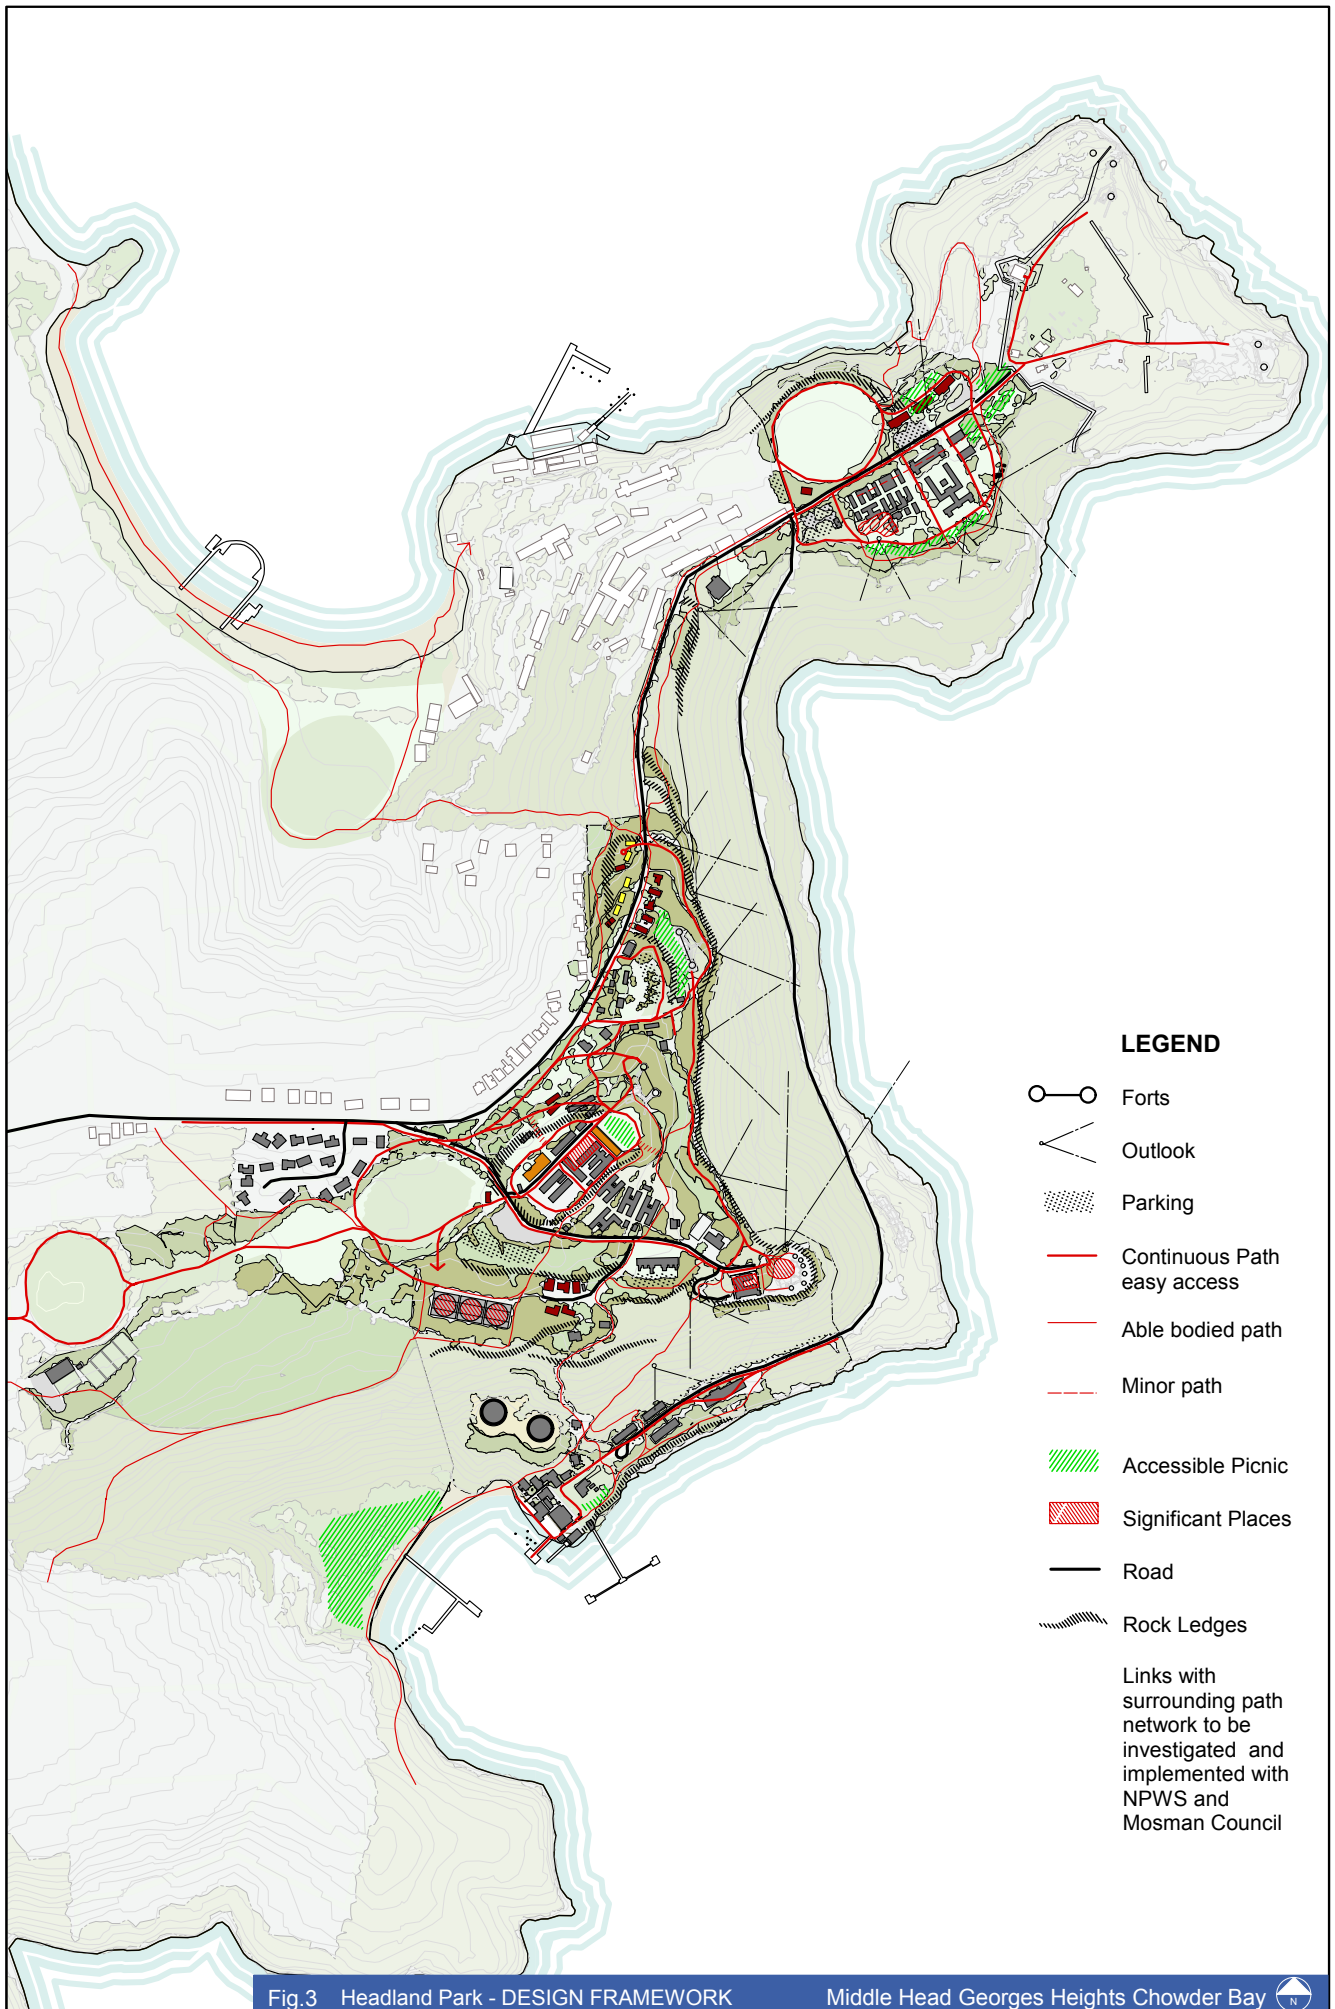 LEGEND
Forts
Outlook
Parking
Continuous Path
easy access
Able bodied path
Minor path
Accessible Picnic
Significant Places
Road
Rock Ledges
Links with
surrounding path
network to be
investigated and
implemented with
NPWS and
Mosman Council
Fig.3 Headland Park - DESIGN FRAMEWORK Middle Head Georges Heights Chowder Bay N